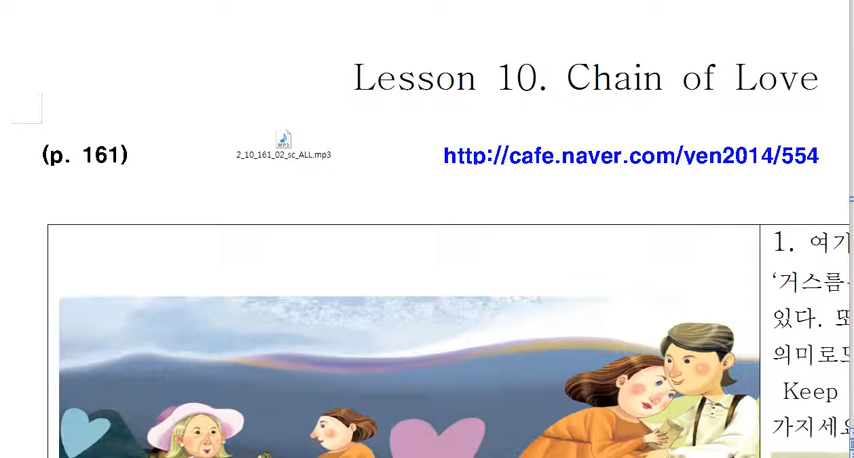 Lesson 10. Chain of Love
(p. 161)
MP3
2_10_161_02_sc_ALL.mp3
http://cafe.naver.com/yen2014/554
1. 여기
'거스름
있다. 또
의미로도
Keep
가지세요